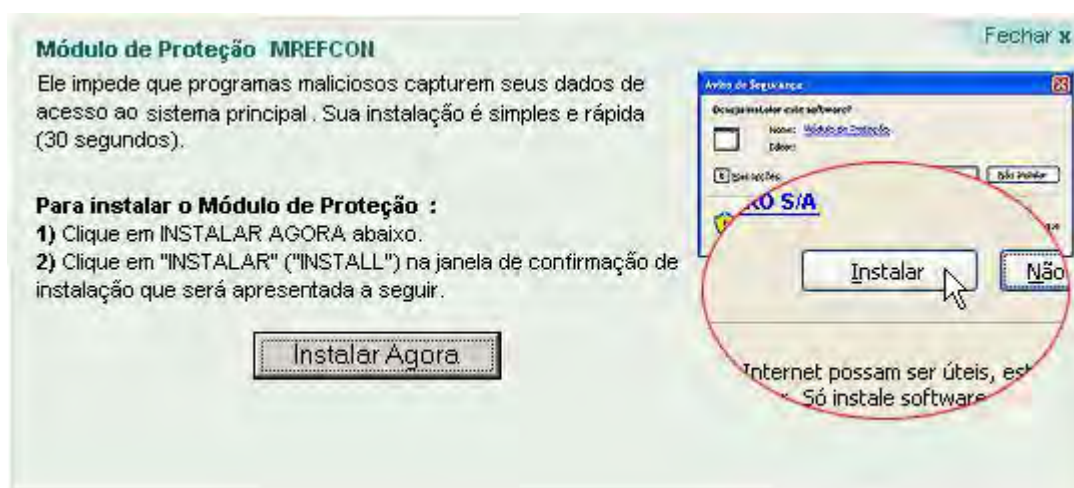 Fechar x
Módulo de Proteção MREFCON
Ele impede que programas maliciosos capturem seus dados de
acesso ao sistema principal. Sua instalação é simples e rápida
(30 segundos).
Para instalar o Módulo de Proteção :
1) Clique em INSTALAR AGORA abaixo.
2) Clique em "INSTALAR" ("INSTALL") na janela de confirmação de
instalação que será apresentada a seguir.
Instalar Agora
Aviso de Segurança
Deseja instalar este software?
Nome: Módulo de Proteção
Editor:
Mais opções
Não Instalar
RO S/A
Instalar
Não
Internet possam ser úteis, est
Só instale software